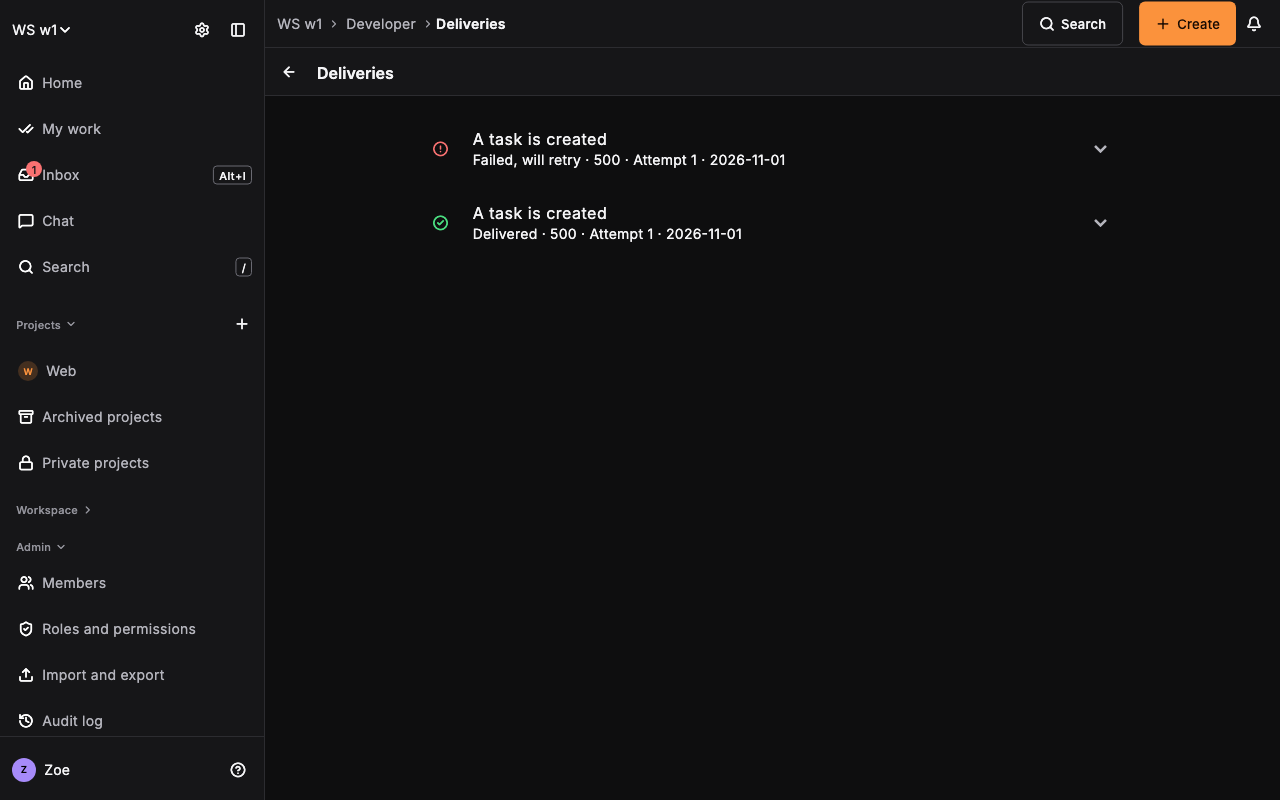 WS w1
Home
My work
1
Inbox
Alt+I
Chat
Search
/
Projects
W
Web
Archived projects
Private projects
Workspace
Admin
Members
Roles and permissions
Import and export
Audit log
Z
Zoe
WS w1
Developer
Deliveries
Search
Create
Deliveries
A task is created
Failed, will retry · 500 · Attempt 1 · 2026-11-01
A task is created
Delivered · 500 · Attempt 1 · 2026-11-01